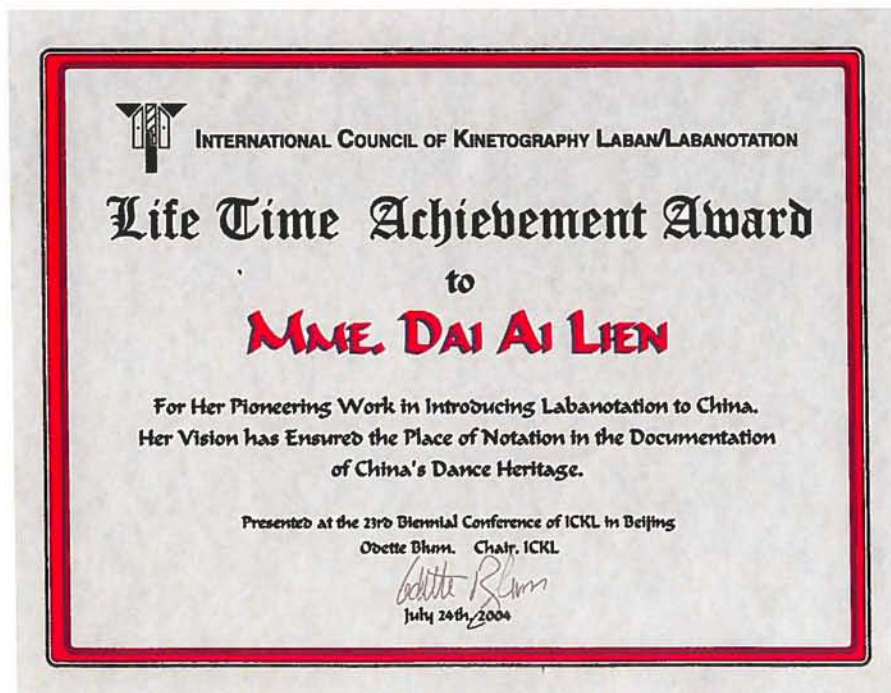 INTERNATIONAL COUNCIL OF KINETOGRAPHY LABAN/LABANOTATION
Life Time Achievement Award
to
MME. DAI AI LIEN
For Her Pioneering Work in Introducing Labanotation to China.
Her Vision has Ensured the Place of Notation in the Documentation
of China's Dance Heritage.
Presented at the 23rd Biennial Conference of ICKL in Beijing
Odette Blum. Chair, ICKL
Odette Blum
July 24th, 2004